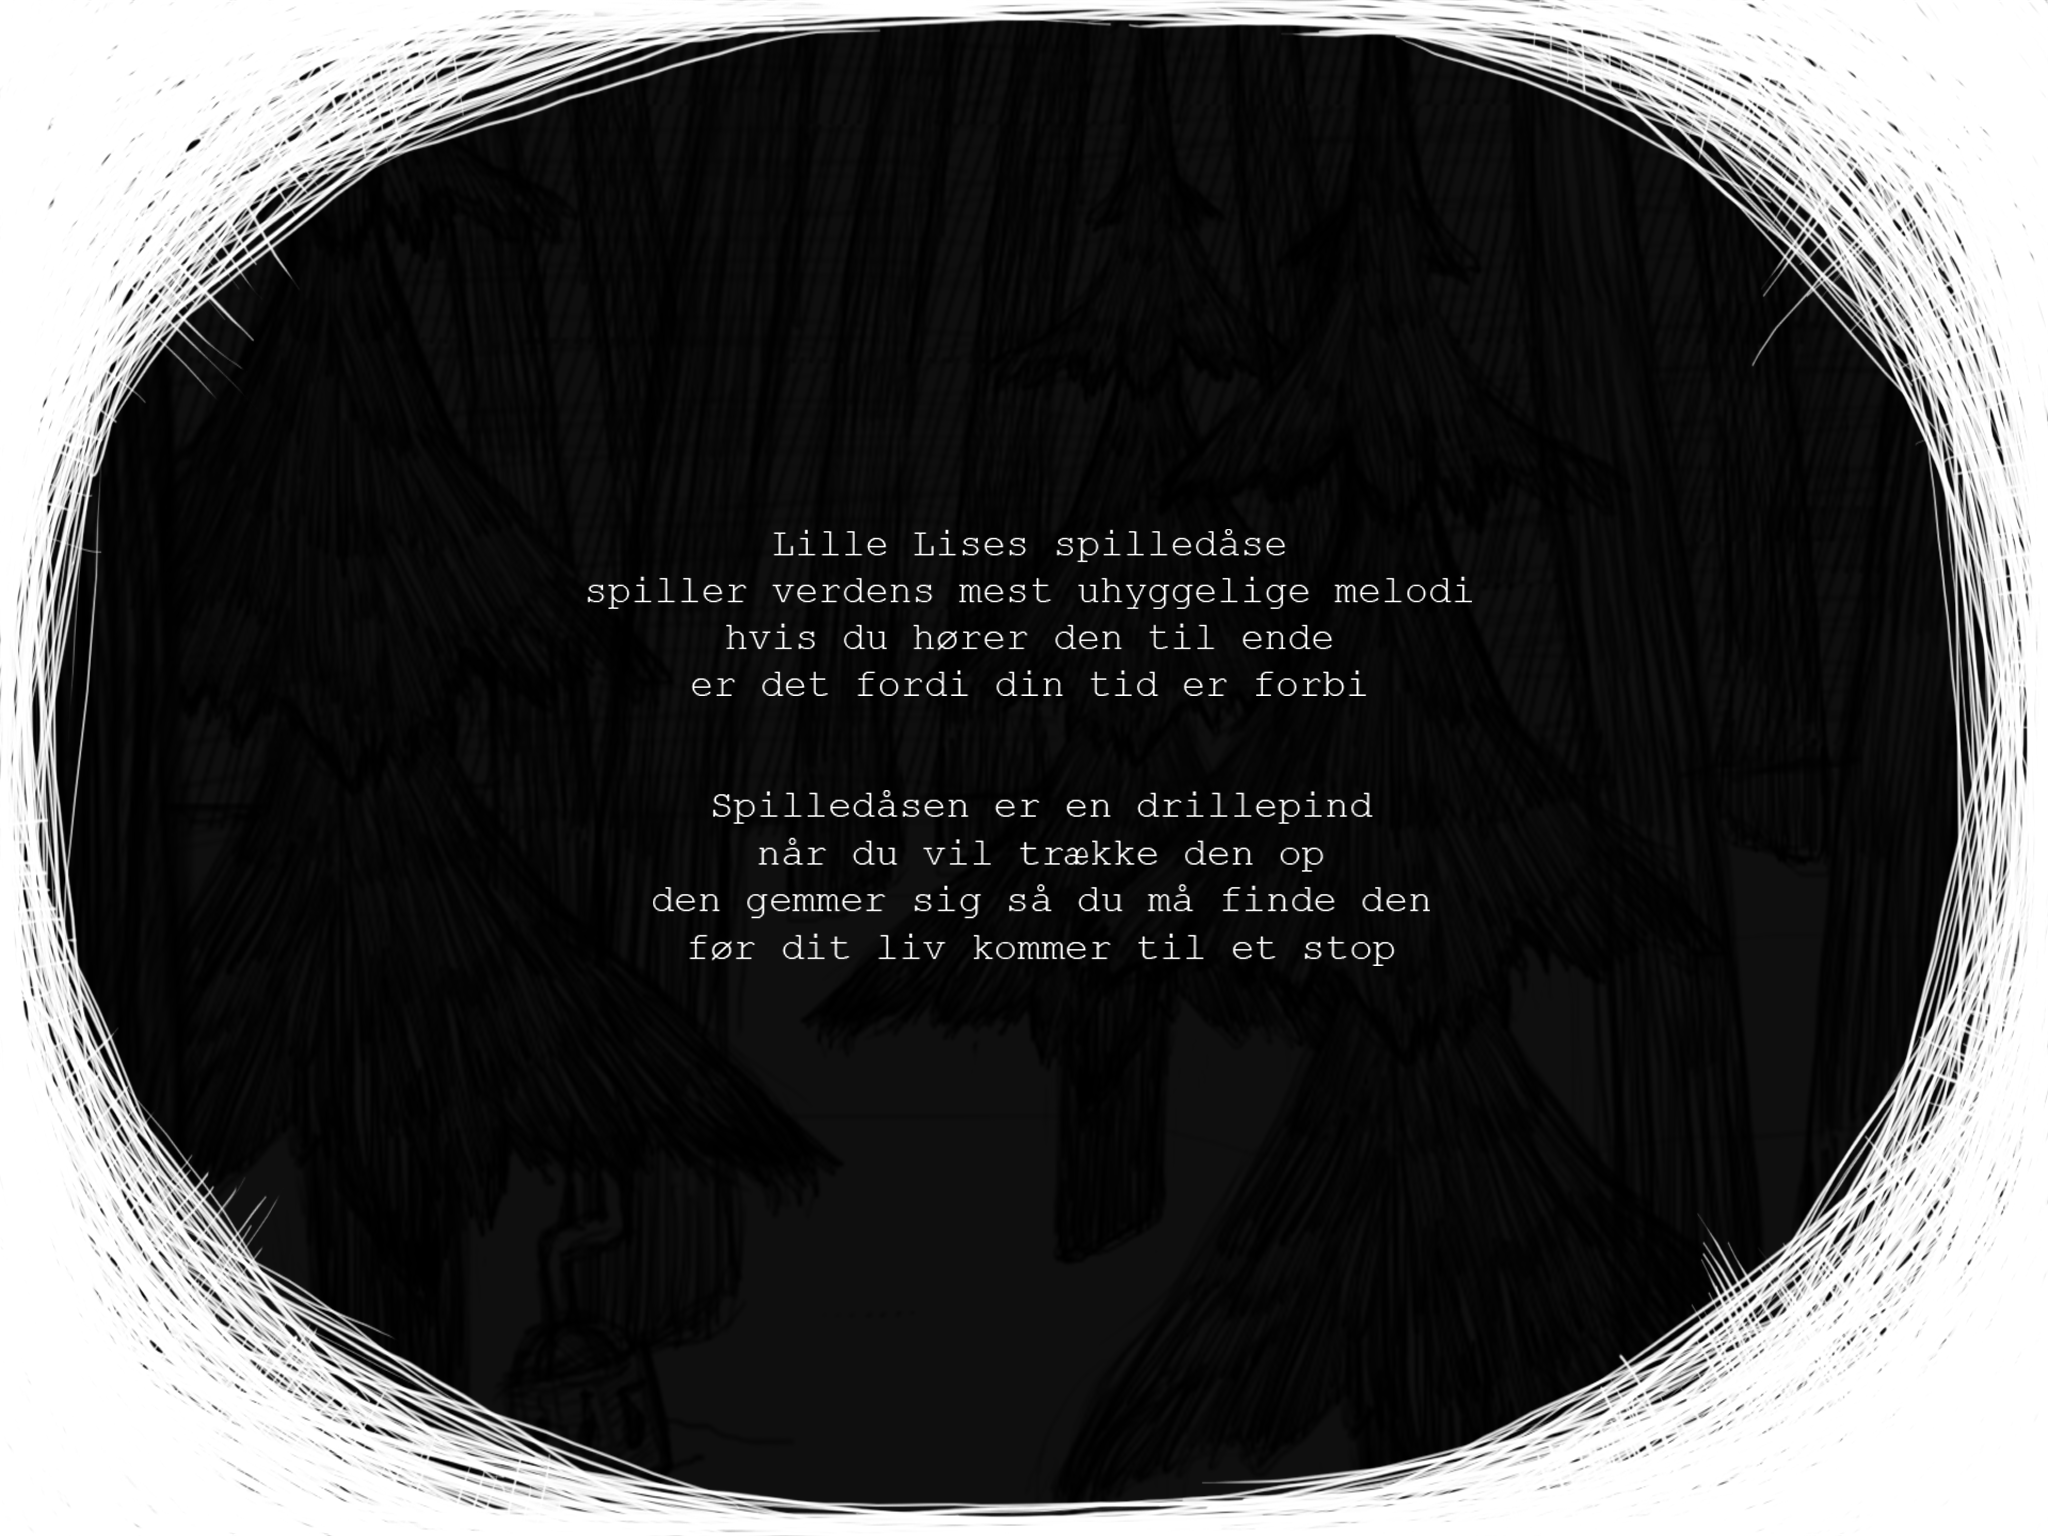 Lille Lises spilledåse
spiller verdens mest uhyggelige melodi
hvis du hører den til ende
er det fordi din tid er forbi
Spilledåsen er en drillepind
når du vil trække den op
den gemmer sig så du må finde den
før dit liv kommer til et stop